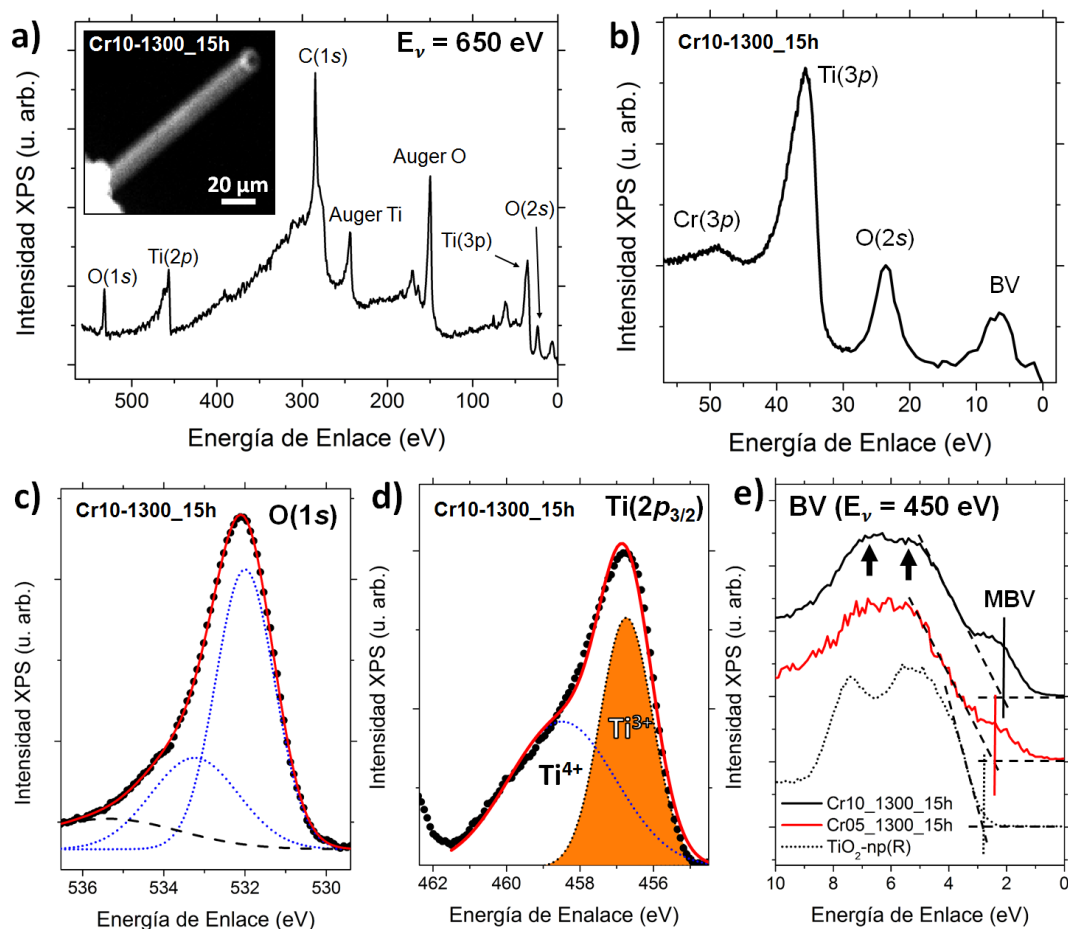 a)
Cr10-1300_15h
20 µm
Eᵥ = 650 eV
C(1s)
Auger O
O(2s)
Auger Ti
Ti(3p)
Ti(2p)
O(1s)
Intensidad XPS (u. arb.)
500 400 300 200 100 0
Energía de Enlace (eV)
b)
Cr10-1300_15h
Ti(3p)
Cr(3p)
O(2s)
BV
Intensidad XPS (u. arb.)
50 40 30 20 10 0
Energía de Enlace (eV)
c)
Cr10-1300_15h
O(1s)
Intensidad XPS (u. arb.)
536 534 532 530
Energía de Enlace (eV)
d)
Cr10-1300_15h
Ti(2p3/2)
Ti3+
Ti4+
Intensidad XPS (u. arb.)
462 460 458 456
Energía de Enalace (eV)
e)
BV (Eᵥ = 450 eV)
MBV
Cr10_1300_15h
Cr05_1300_15h
TiO₂-np(R)
Intensidad XPS (u. arb.)
10 8 6 4 2 0
Energía de Enlace (eV)